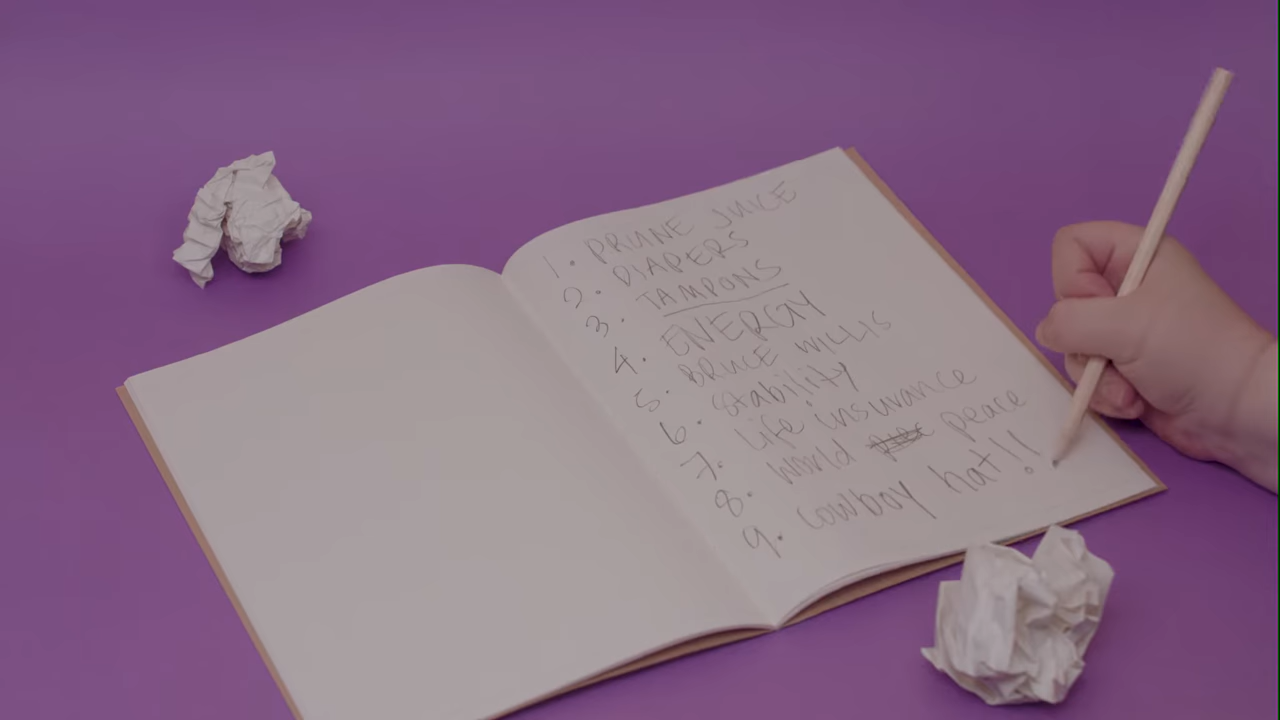 1. PRUNE JUICE
2. DIAPERS
3. TAMPONS
4. ENERGY
5. BRUCE WILLIS
6. Stability
7. Life insurance
8. World peace
9. Cowboy hat!!